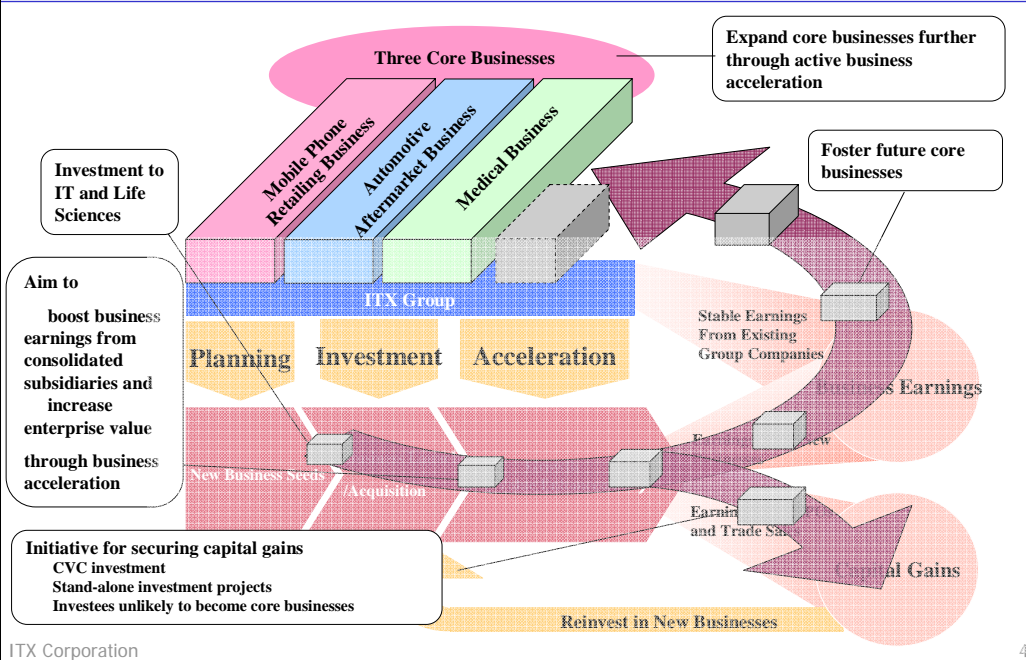 Three Core Businesses
Expand core businesses further
through active business
acceleration
Mobile Phone
Retailing Business
Automotive
Aftermarket Business
Medical Business
Foster future core
businesses
Investment to
IT and Life
Sciences
Aim to
boost business
earnings from
consolidated
subsidiaries and
increase
enterprise value
through business
acceleration
ITX Group
Stable Earnings
From Existing
Group Companies
Planning
Investment
Acceleration
Earnings
New Business Seeds
/Acquisition
and Trade
Gains
Initiative for securing capital gains
CVC investment
Stand-alone investment projects
Investees unlikely to become core businesses
Reinvest in New Businesses
ITX Corporation
4